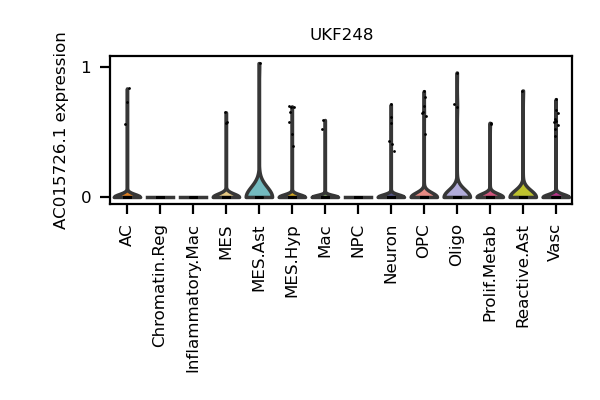 UKF248
AC015726.1 expression
1
0
AC
Chromatin.Reg
Inflammatory.Mac
MES
MES.Ast
MES.Hyp
Mac
NPC
Neuron
OPC
Oligo
Prolif.Metab
Reactive.Ast
Vasc